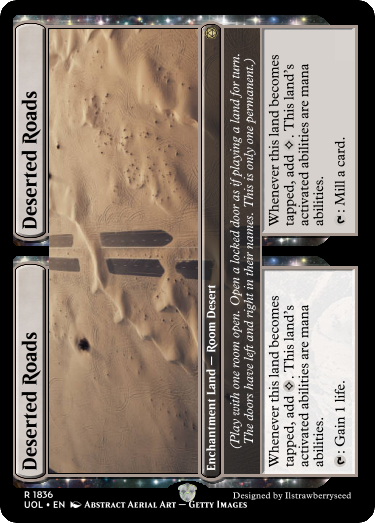 Deserted Roads
Deserted Roads
Enchantment Land — Room Desert
(Play with one room open. Open a locked door as if playing a land for turn.
The doors have left and right in their names. This is only one permanent.)
Whenever this land becomes
tapped, add ◇. This land's
activated abilities are mana
abilities.
: Gain 1 life.
Whenever this land becomes
tapped, add ◇. This land's
activated abilities are mana
abilities.
: Mill a card.
R 1836
UOL • EN Abstract Aerial Art — Getty Images
Designed by Ilstrawberryseed